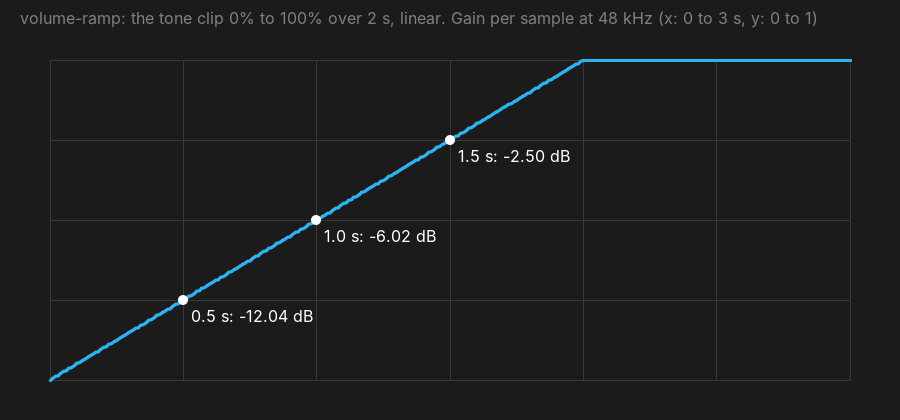 volume-ramp: the tone clip 0% to 100% over 2 s, linear. Gain per sample at 48 kHz (x: 0 to 3 s, y: 0 to 1)
1.5 s: -2.50 dB
1.0 s: -6.02 dB
0.5 s: -12.04 dB